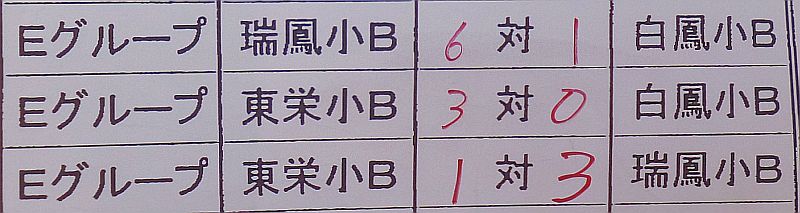 Eグループ 瑞鳳小B 6 対 1 白鳳小B
Eグループ 東栄小B 3 対 0 白鳳小B
Eグループ 東栄小B 1 対 3 瑞鳳小B